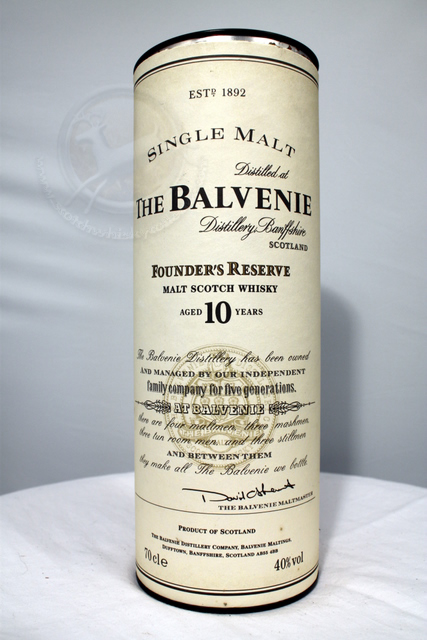 ESTD 1892
SINGLE MALT
Distilled at
THE BALVENIE
Distillery, Banffshire
SCOTLAND
FOUNDER'S RESERVE
MALT SCOTCH WHISKY
AGED 10 YEARS
The Balvenie Distillery has been owned
AND MANAGED BY OUR INDEPENDENT
family company for five generations.
AT BALVENIE
there are four maltmen, three mashmen,
three tun room men, and three stillmen
AND BETWEEN THEM
they make all The Balvenie we bottle.
THE BALVENIE MALTMASTER
PRODUCT OF SCOTLAND
THE BALVENIE DISTILLERY COMPANY, BALVENIE MALTINGS,
DUFFTOWN, BANFFSHIRE, SCOTLAND AB55 4BB
70cl e 40% vol